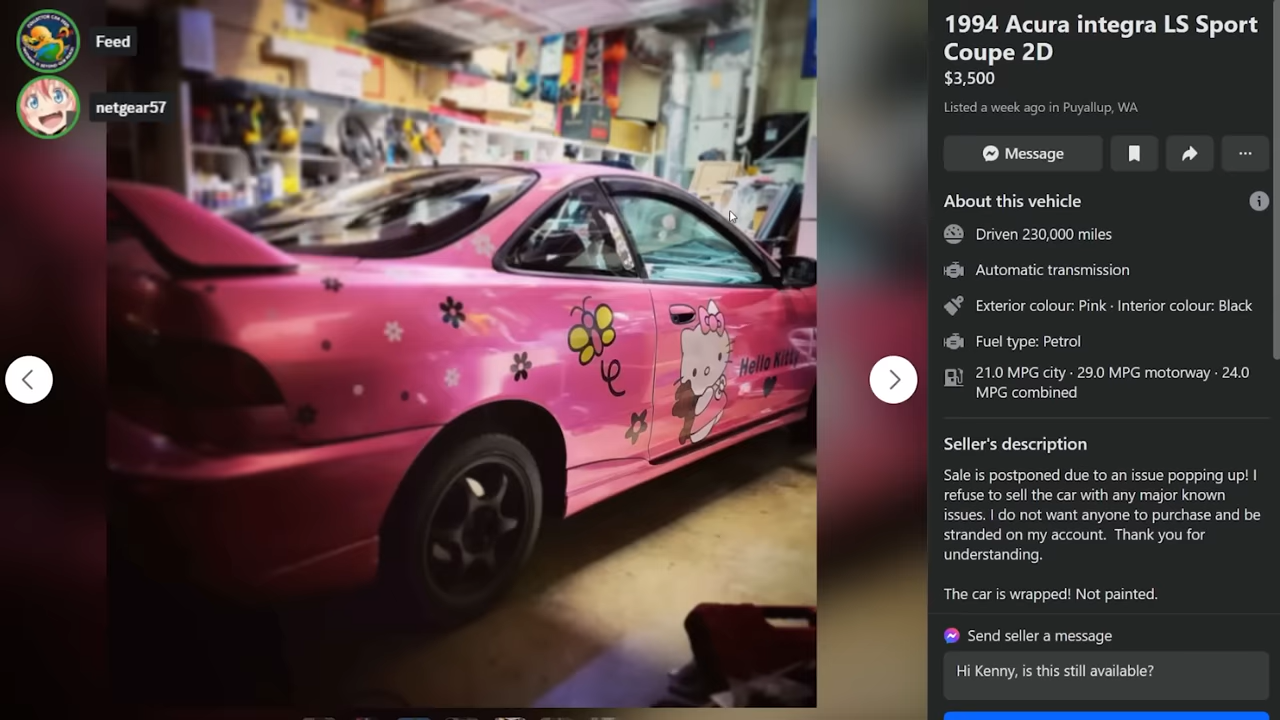 Feed
netgear57
Hello Kitty
1994 Acura integra LS Sport
Coupe 2D
$3,500
Listed a week ago in Puyallup, WA
Message
About this vehicle
Driven 230,000 miles
Automatic transmission
Exterior colour: Pink · Interior colour: Black
Fuel type: Petrol
21.0 MPG city · 29.0 MPG motorway · 24.0
MPG combined
Seller's description
Sale is postponed due to an issue popping up! I
refuse to sell the car with any major known
issues. I do not want anyone to purchase and be
stranded on my account. Thank you for
understanding.
The car is wrapped! Not painted.
Send seller a message
Hi Kenny, is this still available?